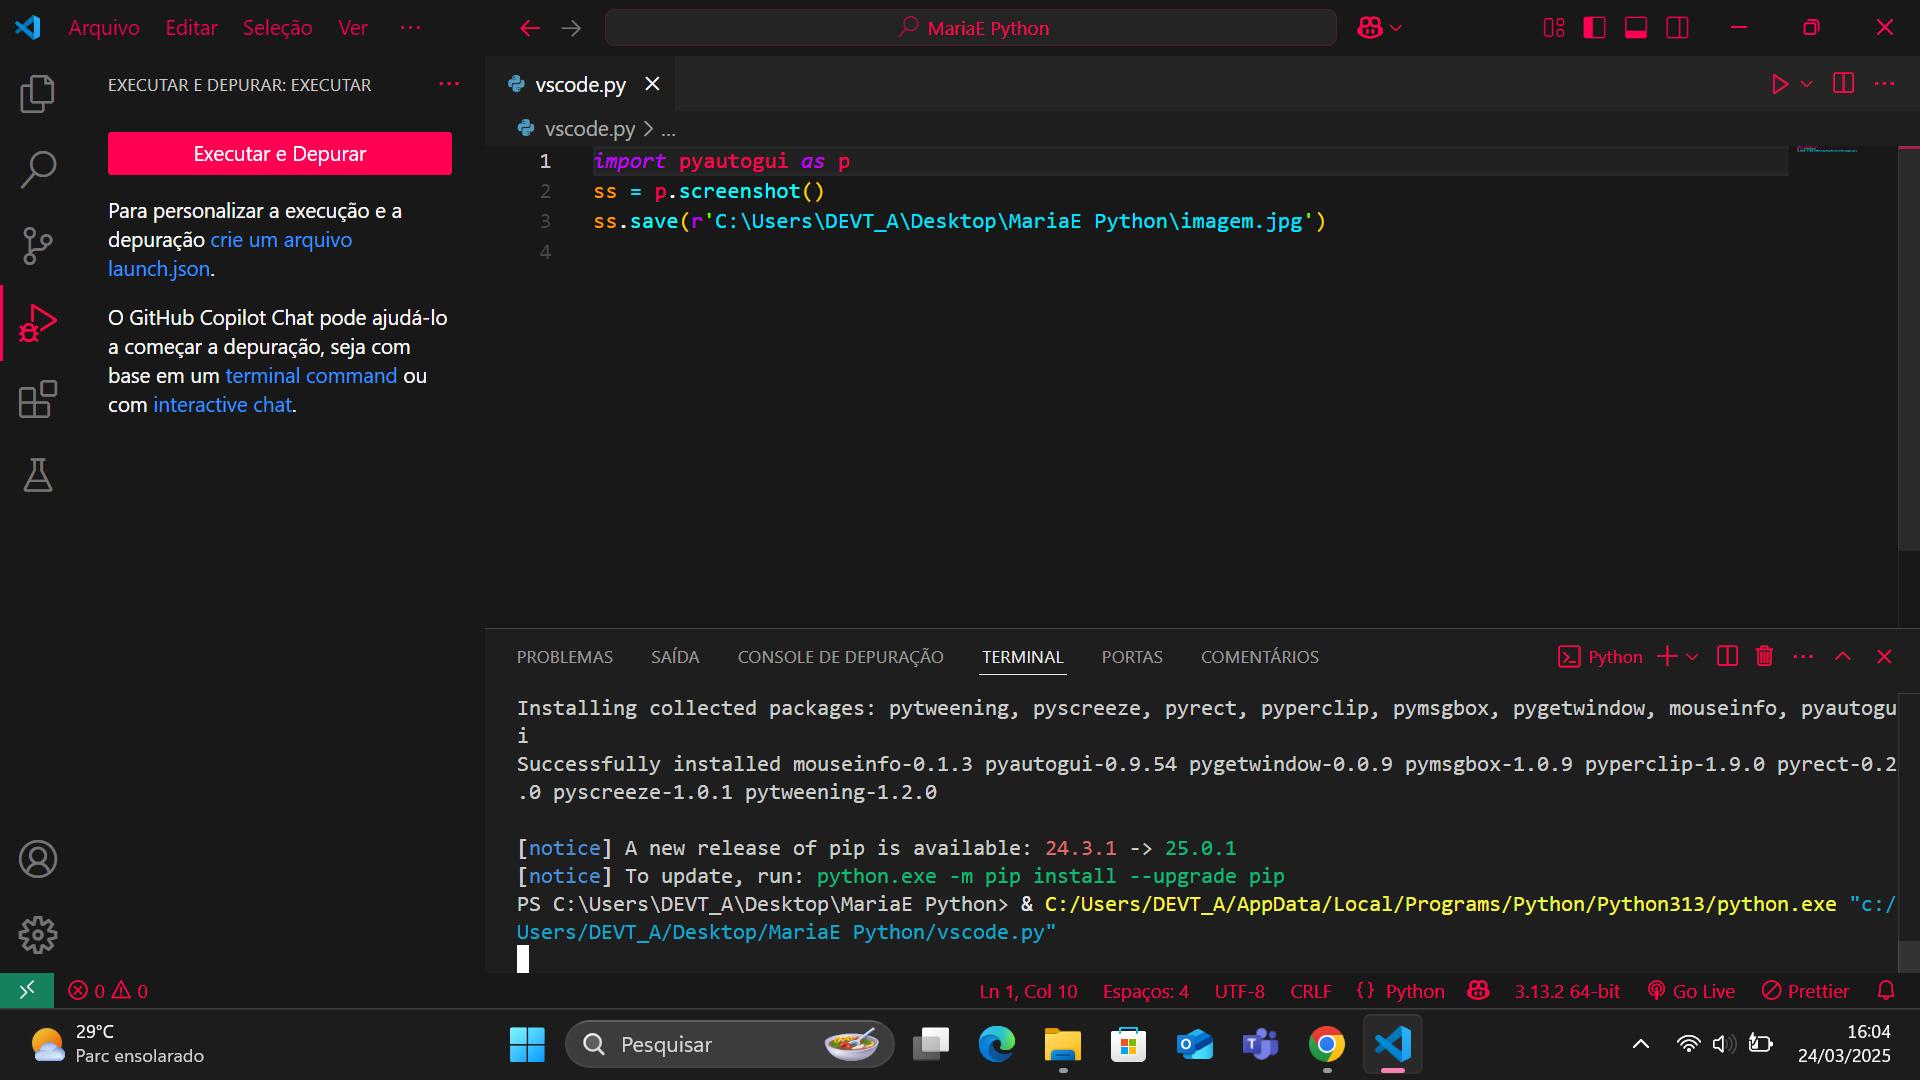 Arquivo Editar Seleção Ver ···
MariaE Python
EXECUTAR E DEPURAR: EXECUTAR
Executar e Depurar
Para personalizar a execução e a
depuração crie um arquivo
launch.json.
O GitHub Copilot Chat pode ajudá-lo
a começar a depuração, seja com
base em um terminal command ou
com interactive chat.
vscode.py
vscode.py > ...
1 import pyautogui as p
2 ss = p.screenshot()
3 ss.save(r'C:\Users\DEVT_A\Desktop\MariaE Python\imagem.jpg')
4
PROBLEMAS SAÍDA CONSOLE DE DEPURAÇÃO TERMINAL PORTAS COMENTÁRIOS
Python
Installing collected packages: pytweening, pyscreeze, pyrect, pyperclip, pymsgbox, pygetwindow, mouseinfo, pyautogu
i
Successfully installed mouseinfo-0.1.3 pyautogui-0.9.54 pygetwindow-0.0.9 pymsgbox-1.0.9 pyperclip-1.9.0 pyrect-0.2
.0 pyscreeze-1.0.1 pytweening-1.2.0
[notice] A new release of pip is available: 24.3.1 -> 25.0.1
[notice] To update, run: python.exe -m pip install --upgrade pip
PS C:\Users\DEVT_A\Desktop\MariaE Python> & C:/Users/DEVT_A/AppData/Local/Programs/Python/Python313/python.exe "c:/
Users/DEVT_A/Desktop/MariaE Python/vscode.py"
0 0
Ln 1, Col 10 Espaços: 4 UTF-8 CRLF {} Python 3.13.2 64-bit Go Live Prettier
29°C
Parc ensolarado
Pesquisar
16:04
24/03/2025